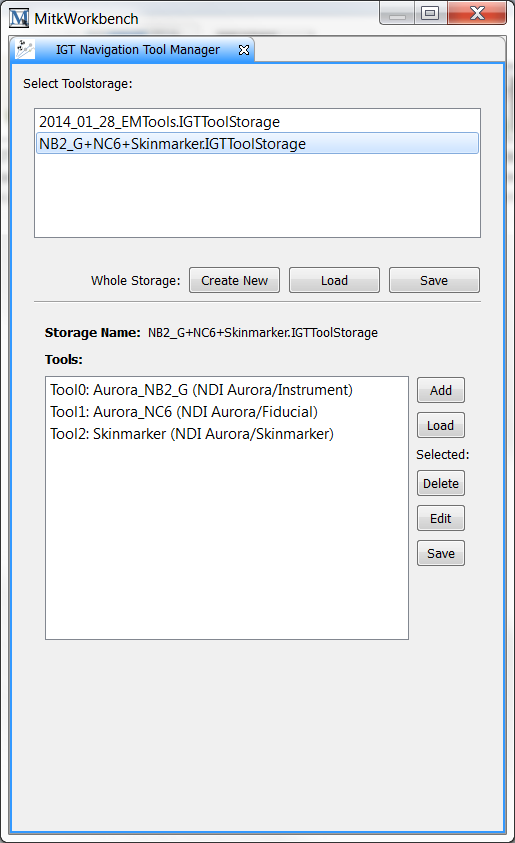 MitkWorkbench
IGT Navigation Tool Manager
Select Toolstorage:
2014_01_28_EMTools.IGTToolStorage
NB2_G+NC6+Skinmarker.IGTToolStorage
Whole Storage: Create New Load Save
Storage Name: NB2_G+NC6+Skinmarker.IGTToolStorage
Tools:
Tool0: Aurora_NB2_G (NDI Aurora/Instrument)
Tool1: Aurora_NC6 (NDI Aurora/Fiducial)
Tool2: Skinmarker (NDI Aurora/Skinmarker)
Add
Load
Selected:
Delete
Edit
Save